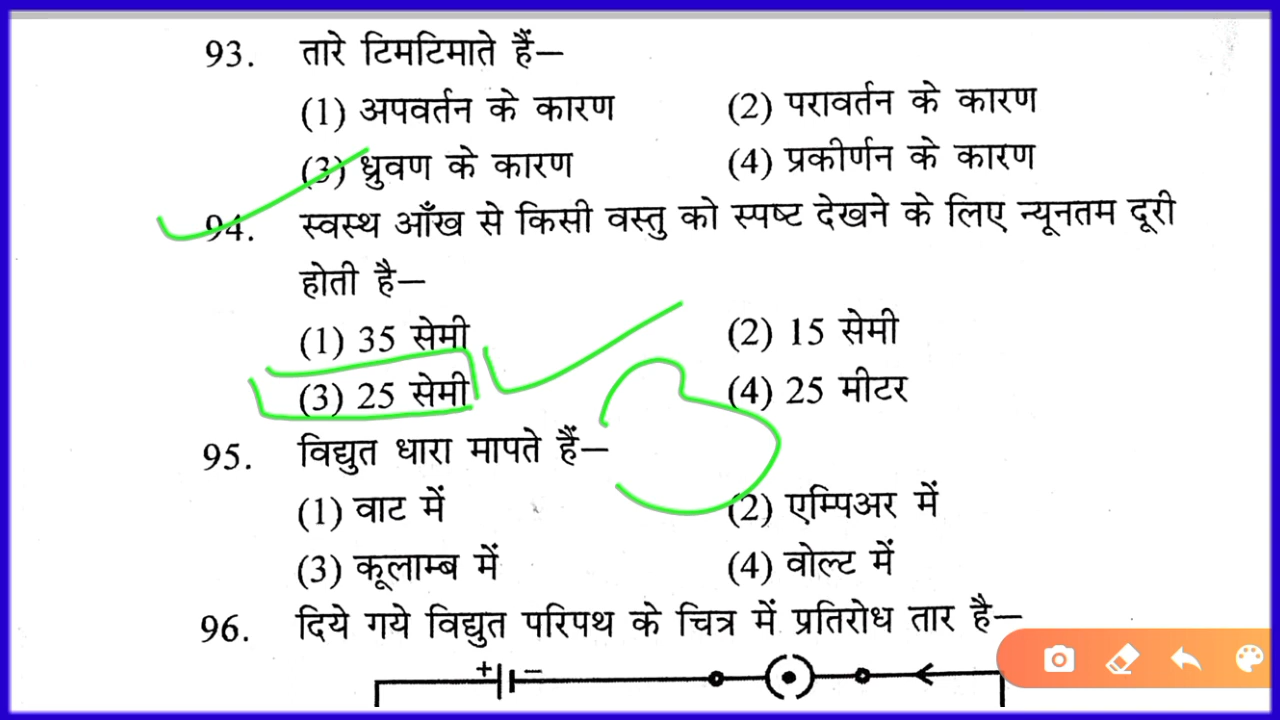 93. तारे टिमटिमाते हैं—
(1) अपवर्तन के कारण (2) परावर्तन के कारण
(3) ध्रुवण के कारण (4) प्रकीर्णन के कारण
94. स्वस्थ आँख से किसी वस्तु को स्पष्ट देखने के लिए न्यूनतम दूरी
होती है—
(1) 35 सेमी (2) 15 सेमी
(3) 25 सेमी (4) 25 मीटर
3
95. विद्युत धारा मापते हैं—
(1) वाट में (2) एम्पिअर में
(3) कूलाम्ब में (4) वोल्ट में
96. दिये गये विद्युत परिपथ के चित्र में प्रतिरोध तार है—
+ −